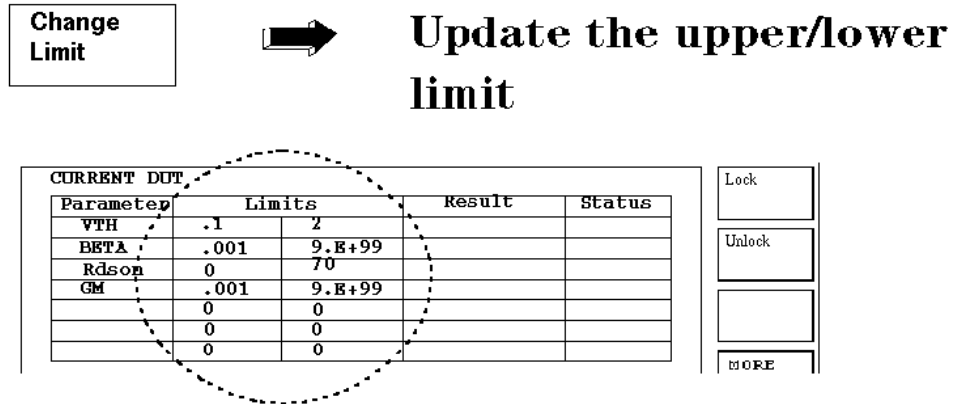 Change
Limit
Update the upper/lower
limit
CURRENT DUT
Parameter Limits Result Status
VTH .1 2
BETA .001 9.E+99
Rdson 0 70
GM .001 9.E+99
0 0
0 0
0 0
Lock
Unlock
MORE